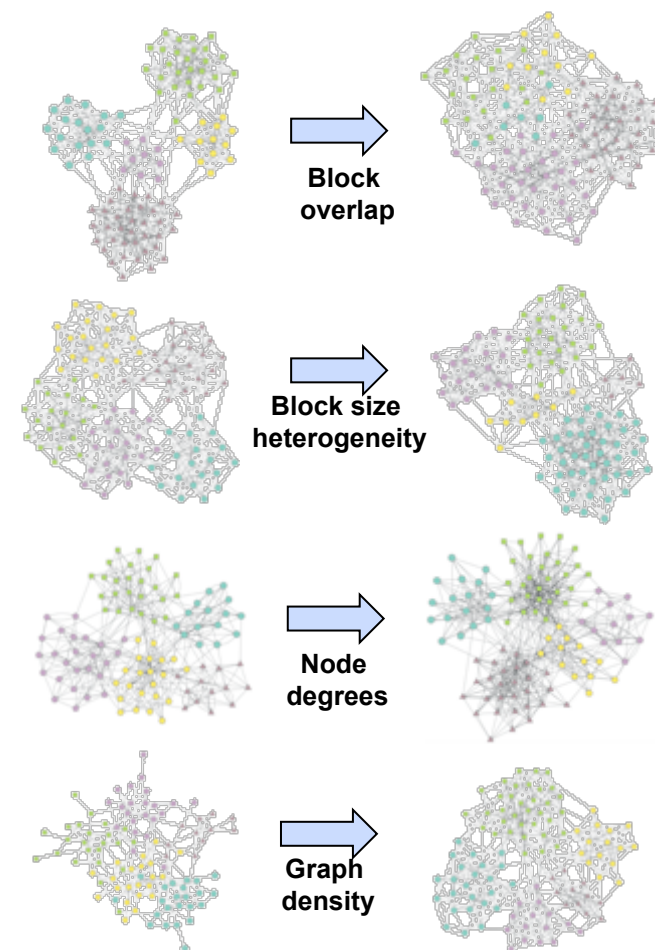 Block
overlap
Block size
heterogeneity
Node
degrees
Graph
density